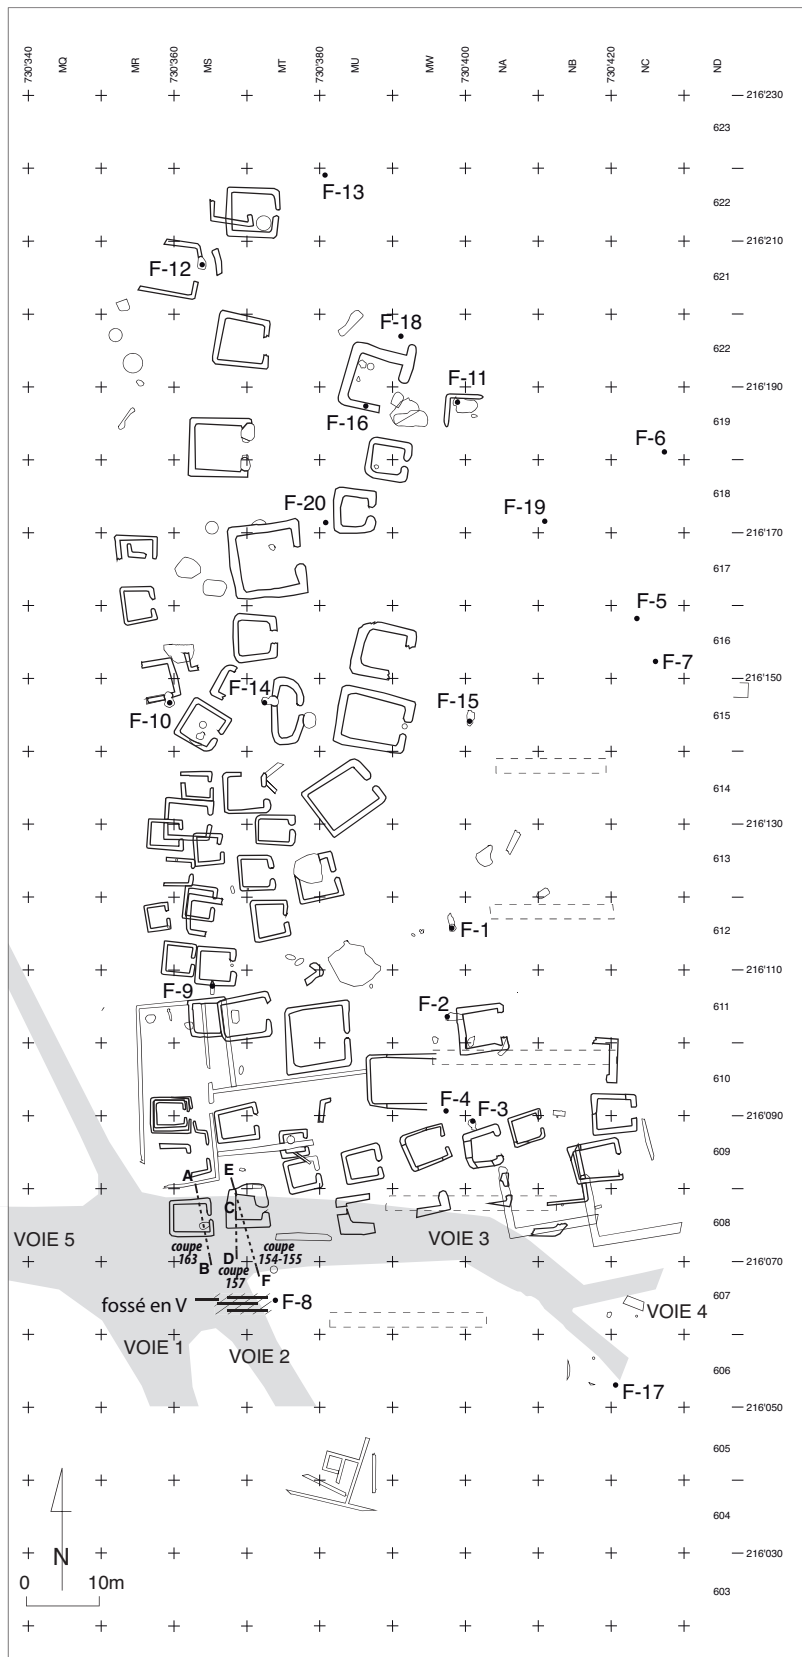 730'340
MQ
MR
730'360
MS
MT
730'380
MU
MW
730'400
NA
NB
730'420
NC
ND
216'230
623
F-13
622
216'210
F-12
621
F-18
622
F-11
216'190
F-16
619
F-6
618
F-20
F-19
216'170
617
F-5
616
F-7
216'150
F-14
F-10
F-15
615
614
216'130
613
F-1
612
216'110
F-9
F-2
611
610
F-4
F-3
216'090
609
A
E
C
608
VOIE 5
coupe
163
B
D
coupe
157
coupe
154-155
F
VOIE 3
216'070
fossé en V
F-8
607
VOIE 4
VOIE 1
VOIE 2
606
F-17
216'050
605
604
N
216'030
0 10m
603